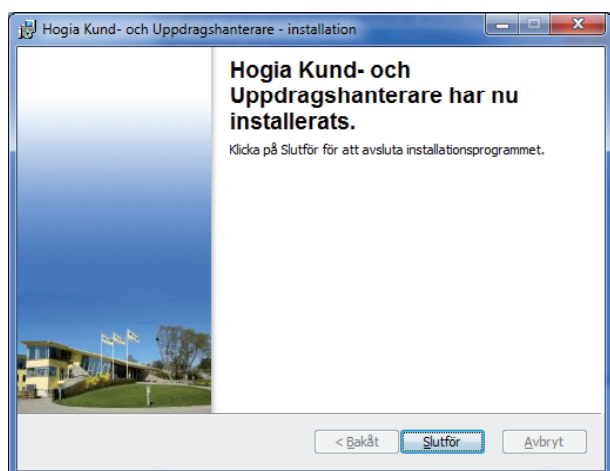 Hogia Kund- och Uppdragshanterare - installation
Hogia Kund- och
Uppdragshanterare har nu
installerats.
Klicka på Slutför för att avsluta installationsprogrammet.
< Bakåt
Slutför
Avbryt